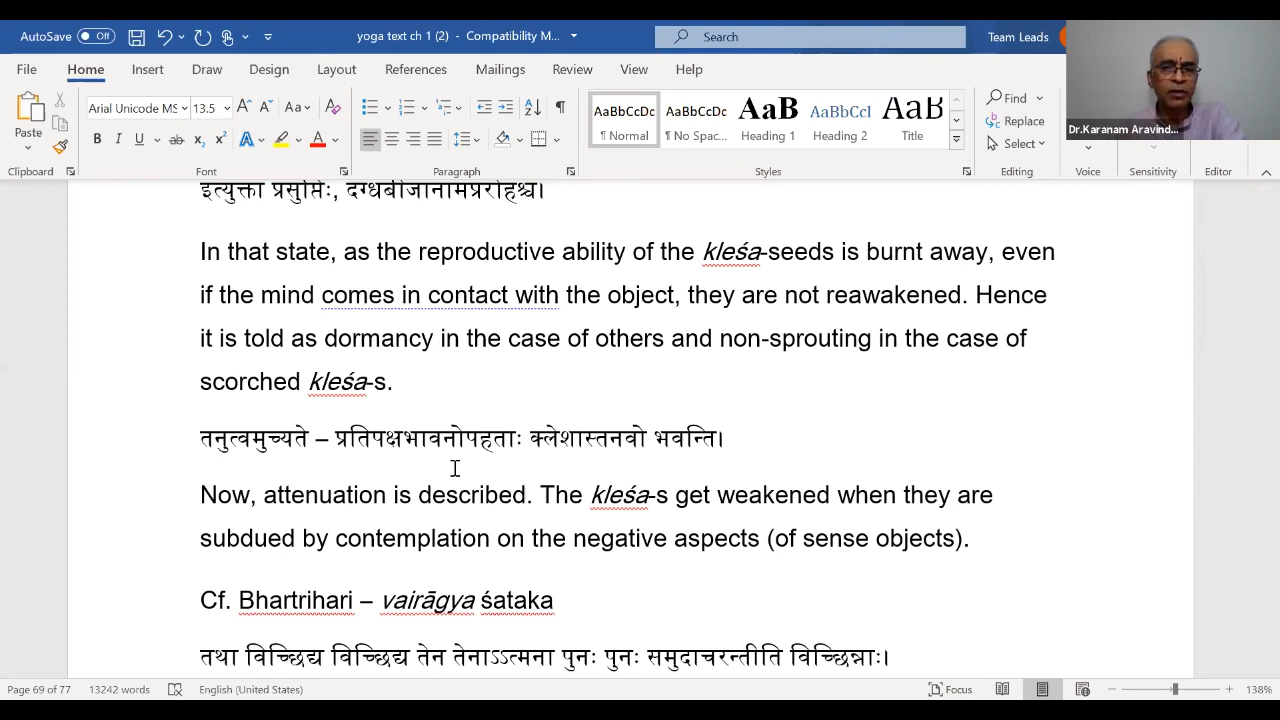 AutoSave Off yoga text ch 1 (2) - Compatibility M... Search Team Leads
File Home Insert Draw Design Layout References Mailings Review View Help
Paste Arial Unicode MS 13.5 Aa AaBbCcDc AaBbCcDc AaB AaBbCcI AaB Find
B I U ab x₂ x² A A ¶ Normal ¶ No Spac... Heading 1 Heading 2 Title Replace
Select
Dr.Karanam Aravind...
Clipboard Font Paragraph Styles Editing Voice Sensitivity Editor
इत्युक्ता प्रसुप्तिः, दग्धबीजानामप्ररोहश्च।
In that state, as the reproductive ability of the kleśa-seeds is burnt away, even
if the mind comes in contact with the object, they are not reawakened. Hence
it is told as dormancy in the case of others and non-sprouting in the case of
scorched kleśa-s.
तनुत्वमुच्यते – प्रतिपक्षभावनोपहताः क्लेशास्तनवो भवन्ति।
Now, attenuation is described. The kleśa-s get weakened when they are
subdued by contemplation on the negative aspects (of sense objects).
Cf. Bhartrihari – vairāgya śataka
तथा विच्छिद्य विच्छिद्य तेन तेनाऽऽत्मना पुनः पुनः समुदाचरन्तीति विच्छिन्नाः।
Page 69 of 77 13242 words English (United States) Focus 138%